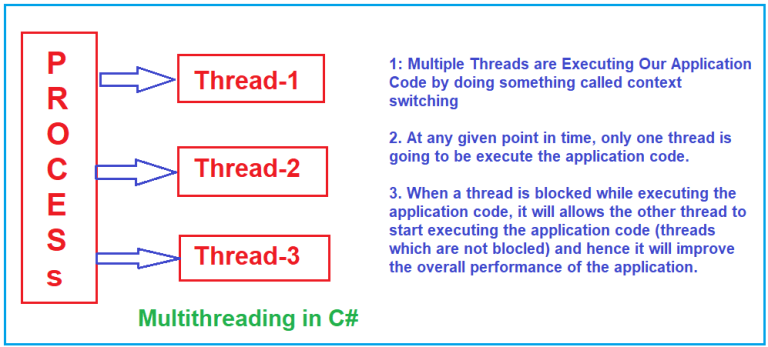 PROCESs
Thread-1
Thread-2
Thread-3
Multithreading in C#
1: Multiple Threads are Executing Our Application
Code by doing something called context
switching
2. At any given point in time, only one thread is
going to be execute the application code.
3. When a thread is blocked while executing the
application code, it will allows the other thread to
start executing the application code (threads
which are not blocled) and hence it will improve
the overall performance of the application.